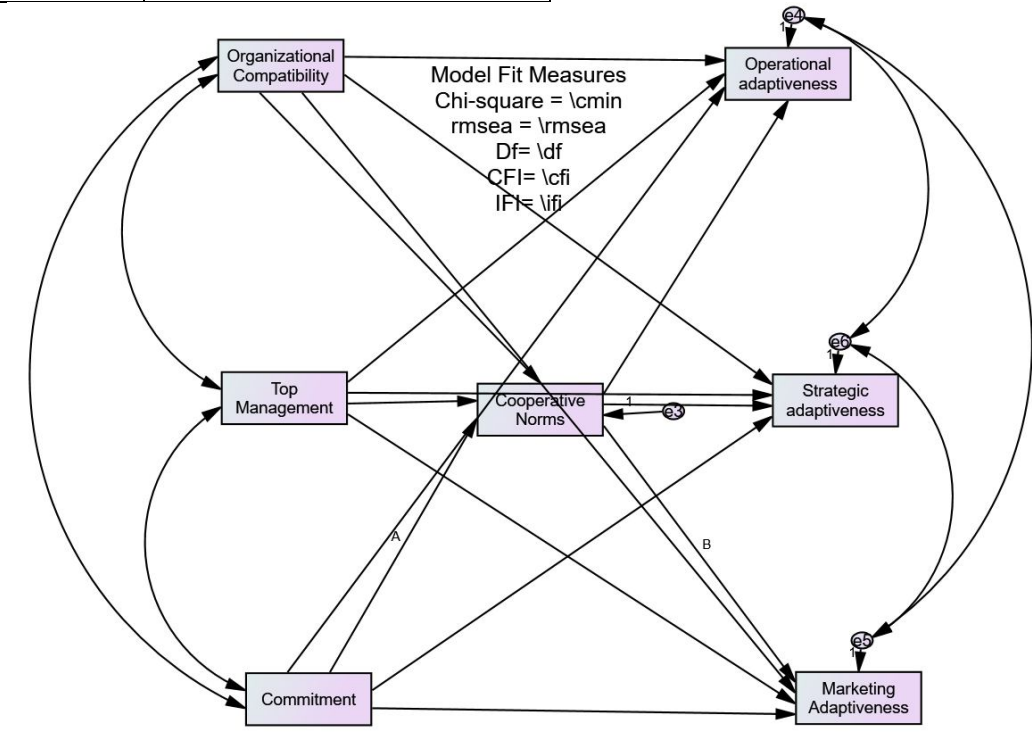 e4
1
Organizational
Compatibility
Operational
adaptiveness
Model Fit Measures
Chi-square = \cmin
rmsea = \rmsea
Df= \df
CFI= \cfi
IFI= \ifi
e6
1
Top
Management
Cooperative
Norms
1
e3
Strategic
adaptiveness
A
B
e5
1
Commitment
Marketing
Adaptiveness